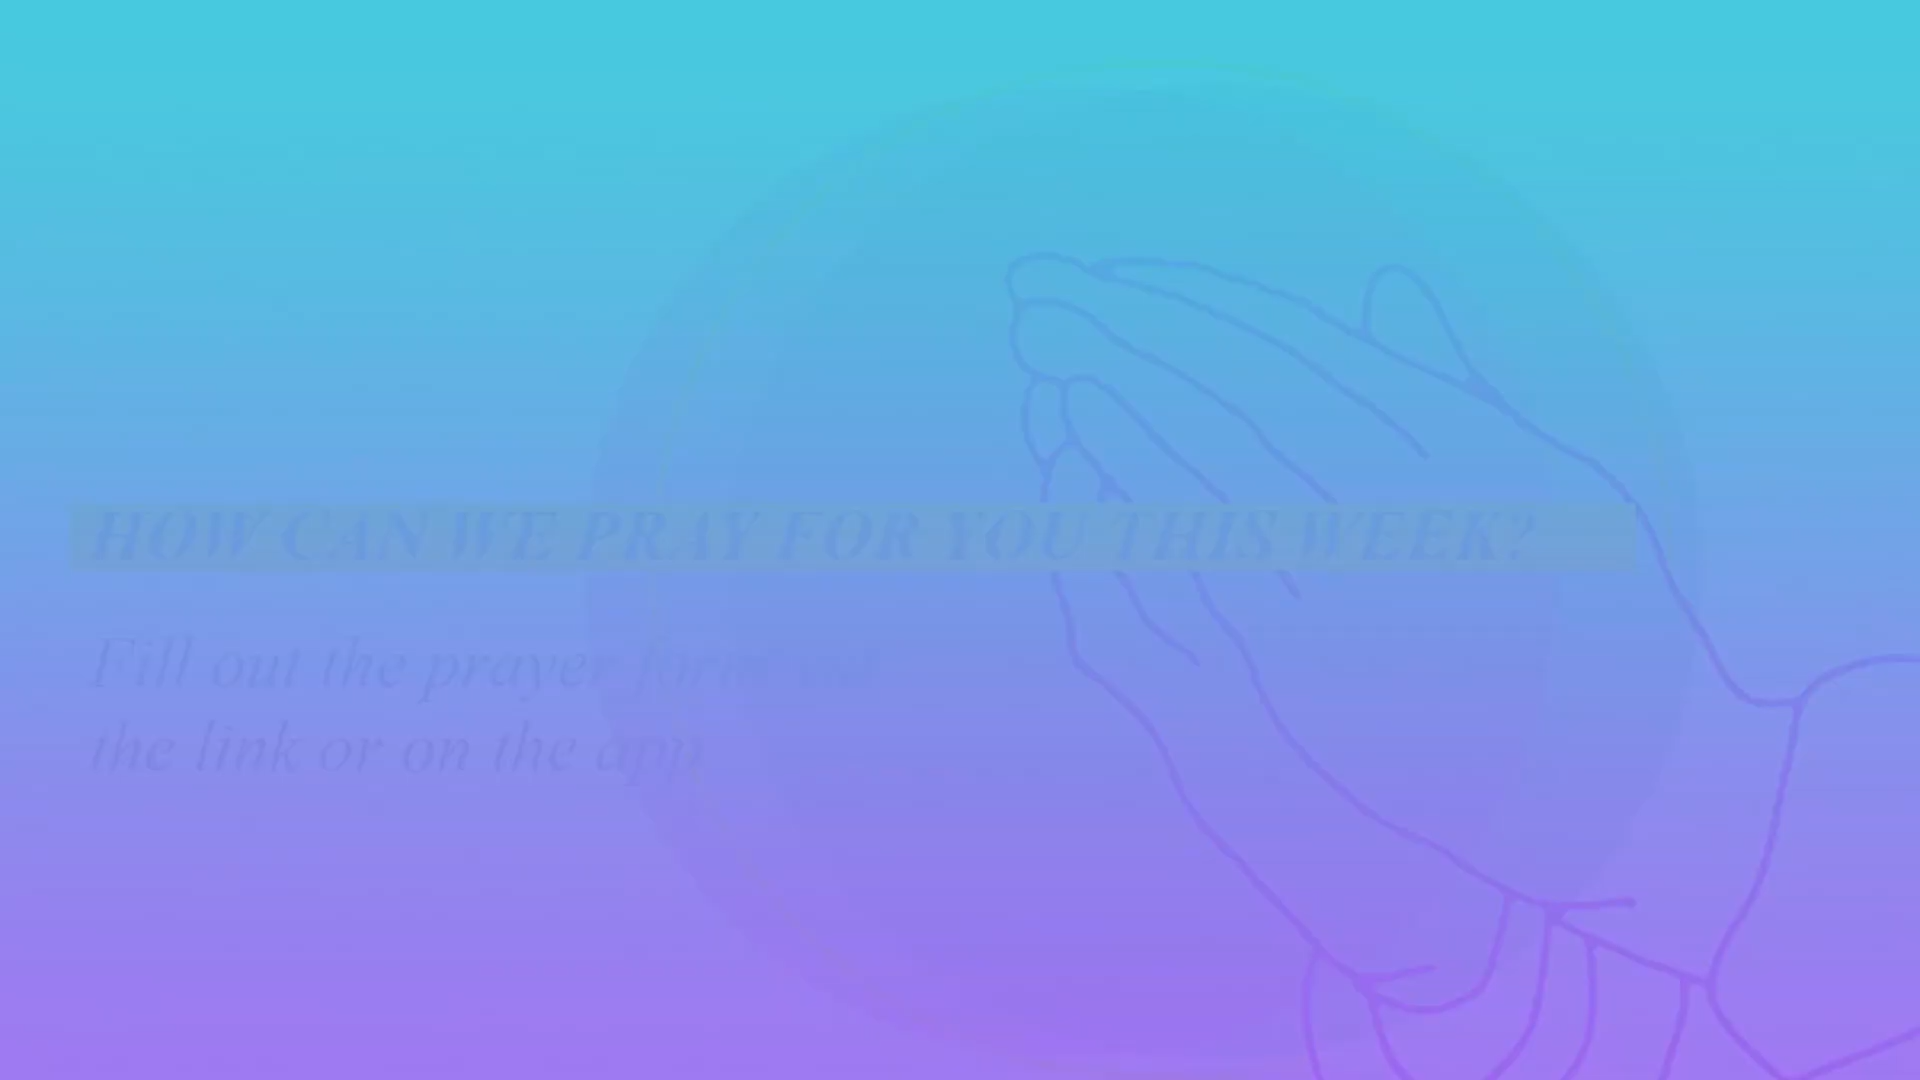 HOW CAN WE PRAY FOR YOU THIS WEEK?
Fill out the prayer form
the link or on the app